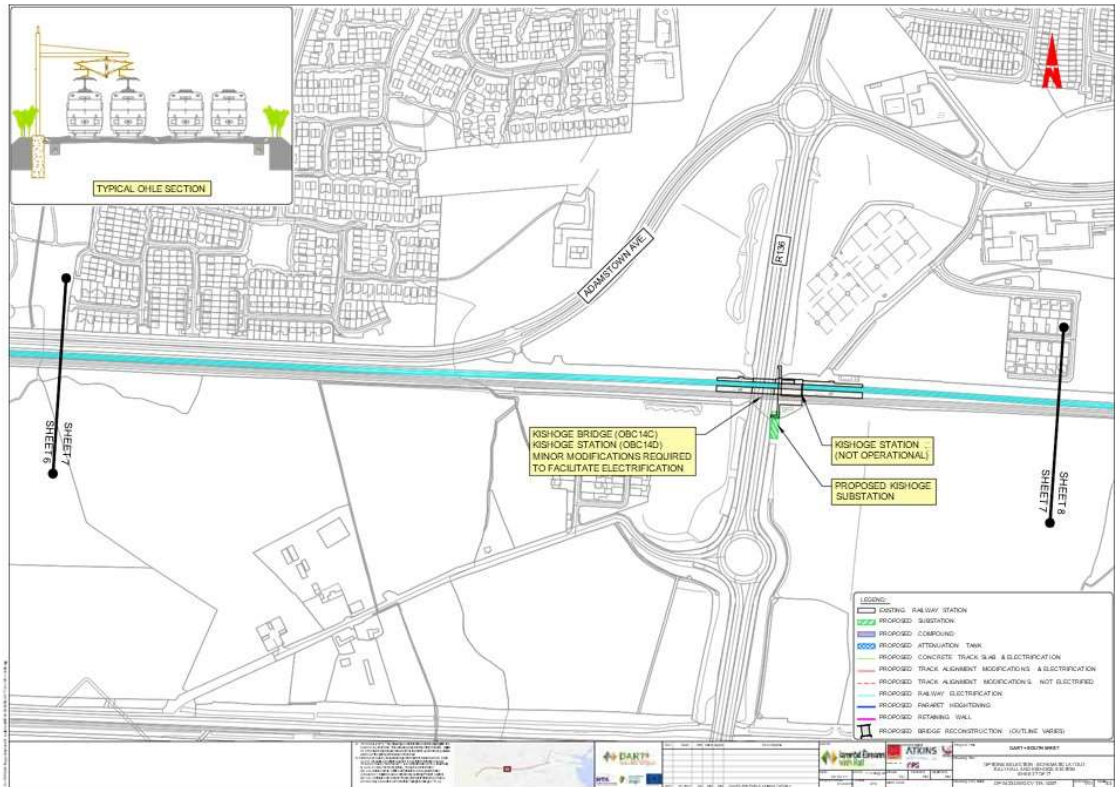 TYPICAL OHLE SECTION
N
ADAMSTOWN AVE.
R136
SHEET 7
SHEET 6
SHEET 8
SHEET 7
KISHOGE BRIDGE (OBC14C)
KISHOGE STATION (OBC14D)
MINOR MODIFICATIONS REQUIRED
TO FACILITATE ELECTRIFICATION
KISHOGE STATION
(NOT OPERATIONAL)
PROPOSED KISHOGE
SUBSTATION
LEGEND:
EXISTING RAILWAY STATION
PROPOSED SUBSTATION
PROPOSED COMPOUND
PROPOSED ATTENUATION TANK
PROPOSED CONCRETE TRACK SLAB & ELECTRIFICATION
PROPOSED TRACK ALIGNMENT MODIFICATIONS & ELECTRIFICATION
PROPOSED TRACK ALIGNMENT MODIFICATIONS. NOT ELECTRIFIED
PROPOSED RAILWAY ELECTRIFICATION
PROPOSED PARAPET HEIGHTENING
PROPOSED RETAINING WALL
PROPOSED BRIDGE RECONSTRUCTION (OUTLINE VARIES)
DART+
Iarnród Éireann
ATKINS
DART+ SOUTH WEST